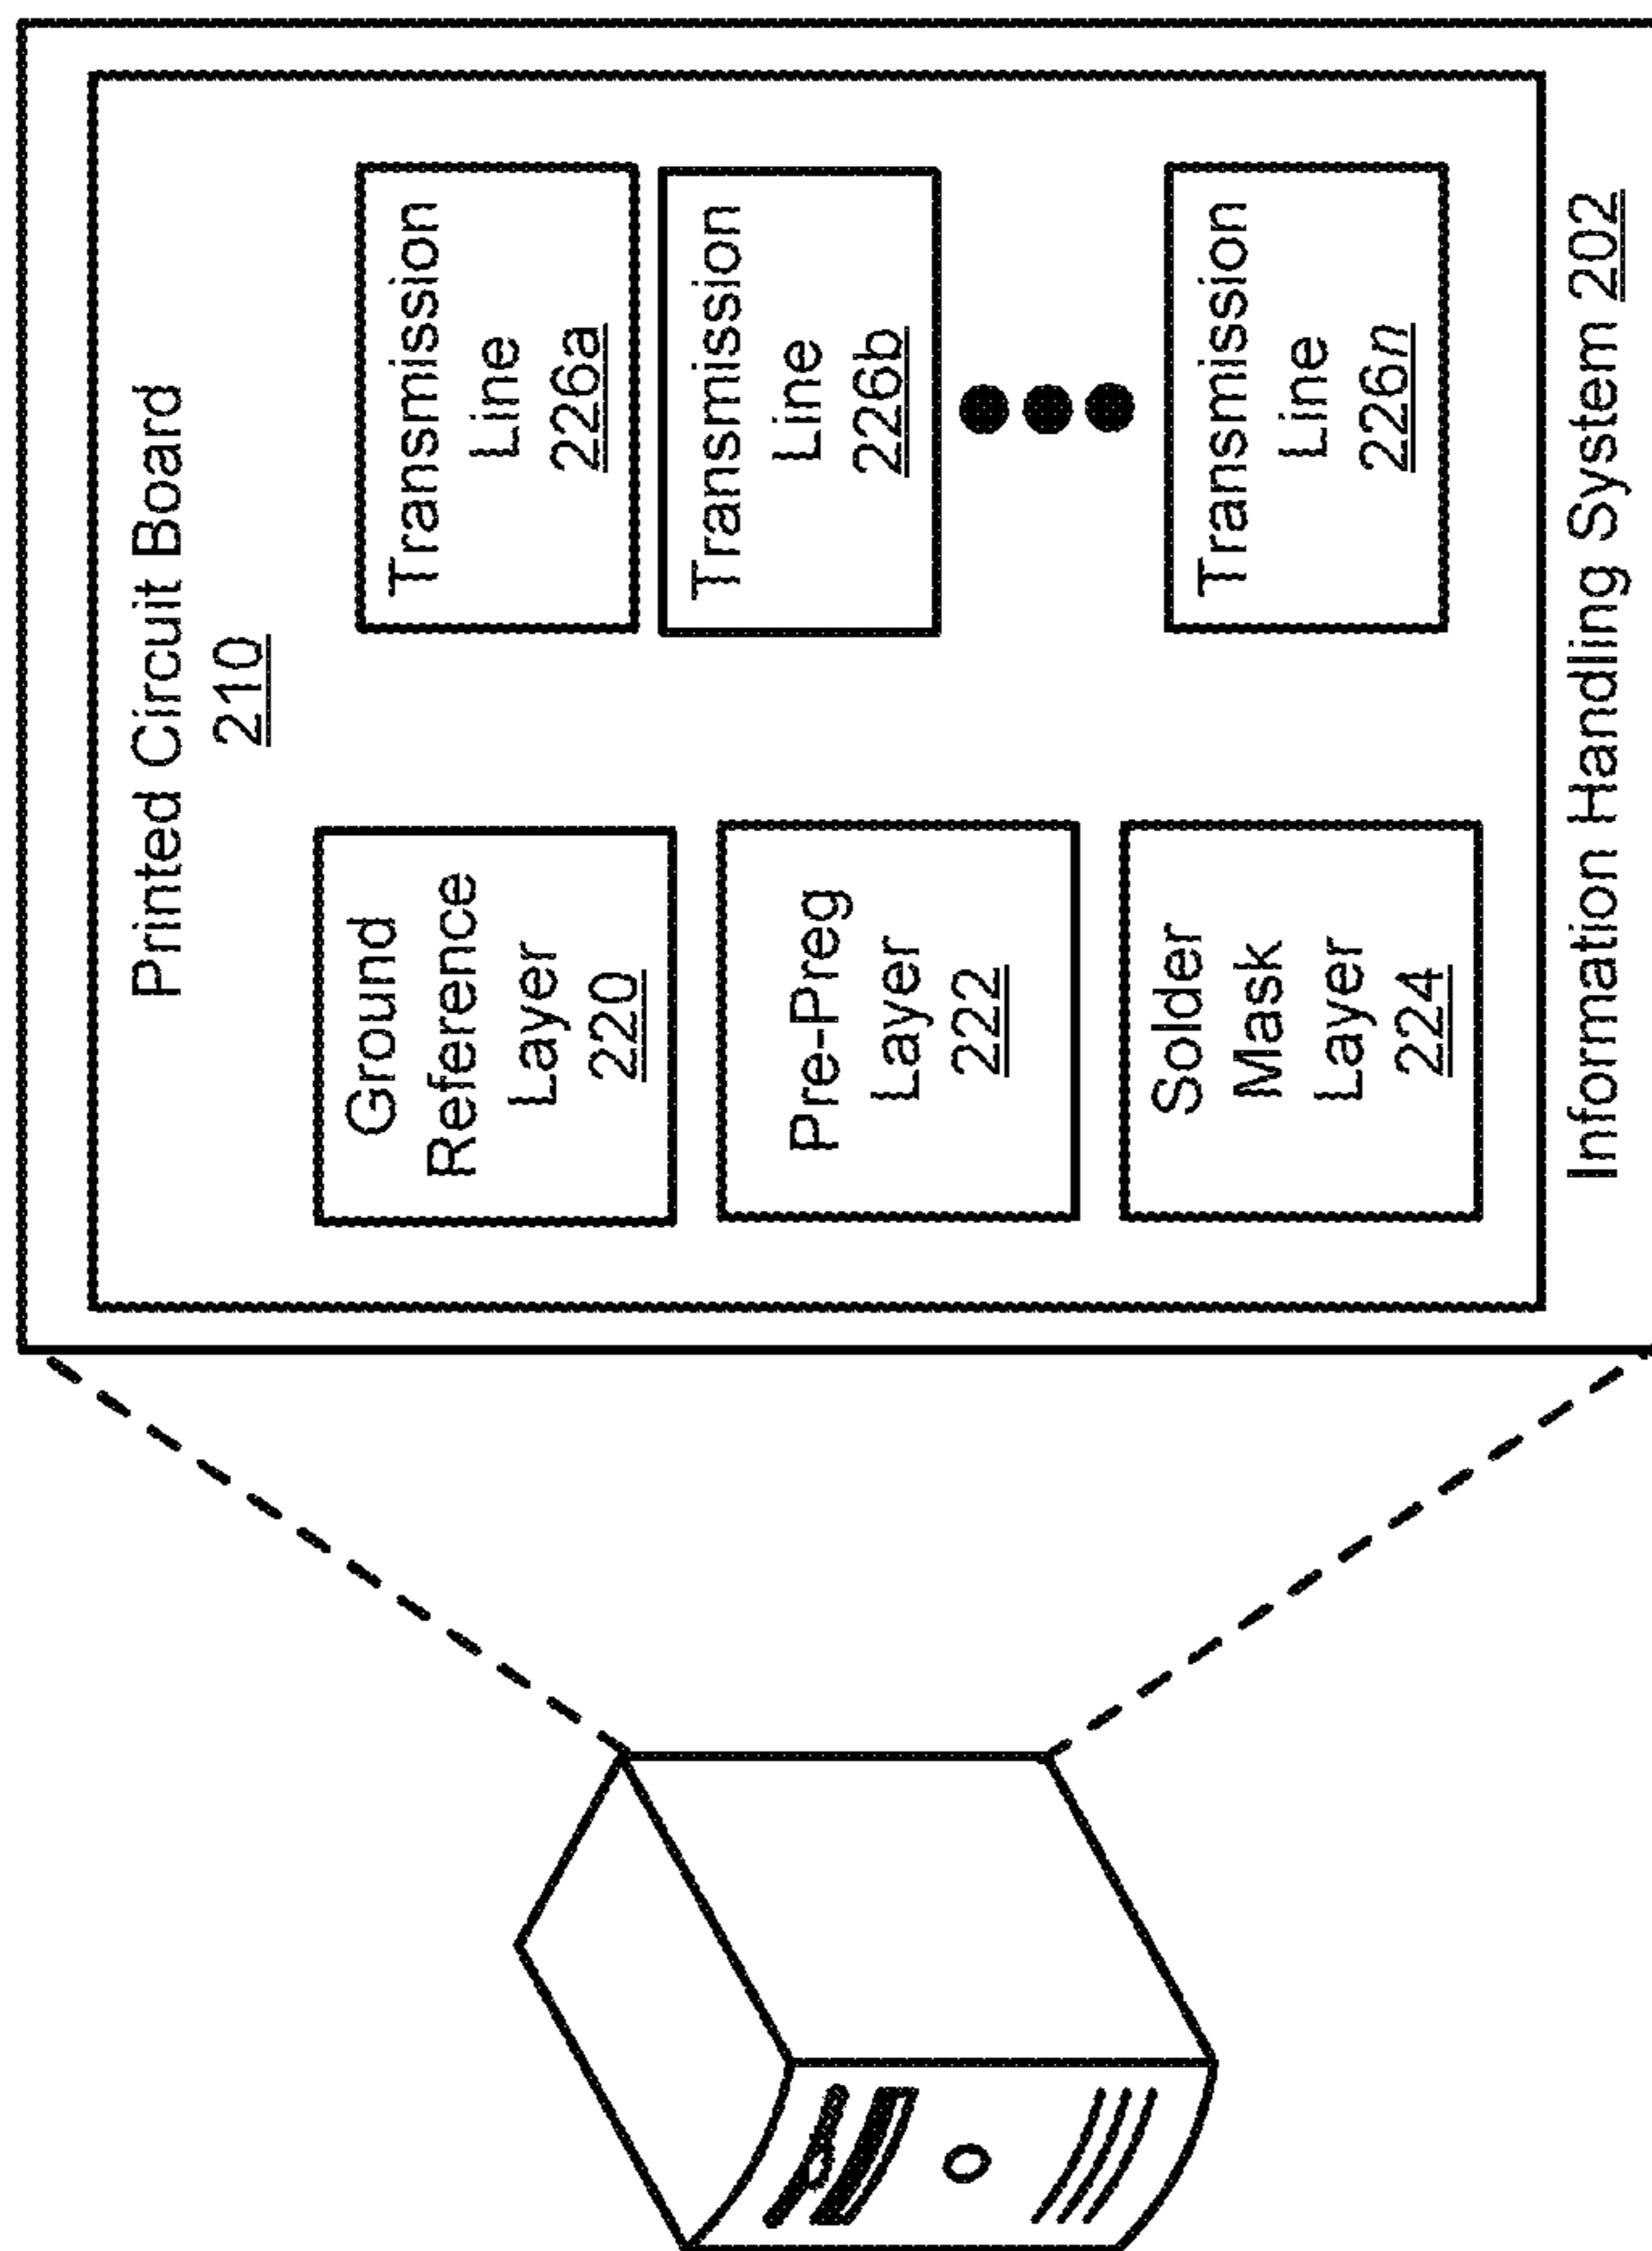 Printed Circuit Board
210
Ground
Reference
Layer
220
Pre-Preg
Layer
222
Solder
Mask
Layer
224
Transmission
Line
226a
Transmission
Line
226b
Transmission
Line
226n
Information Handling System 202